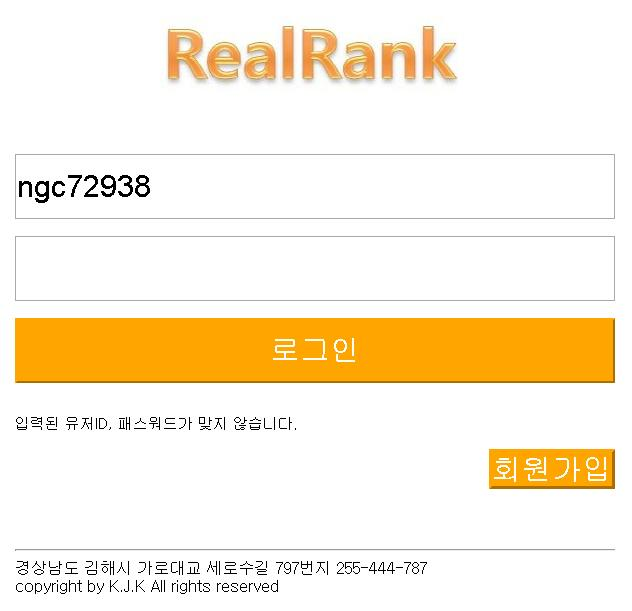 RealRank
ngc72938
로그인
입력된 유저ID, 패스워드가 맞지 않습니다.
회원가입
경상남도 김해시 가로대교 세로수길 797번지 255-444-787
copyright by K.J.K All rights reserved